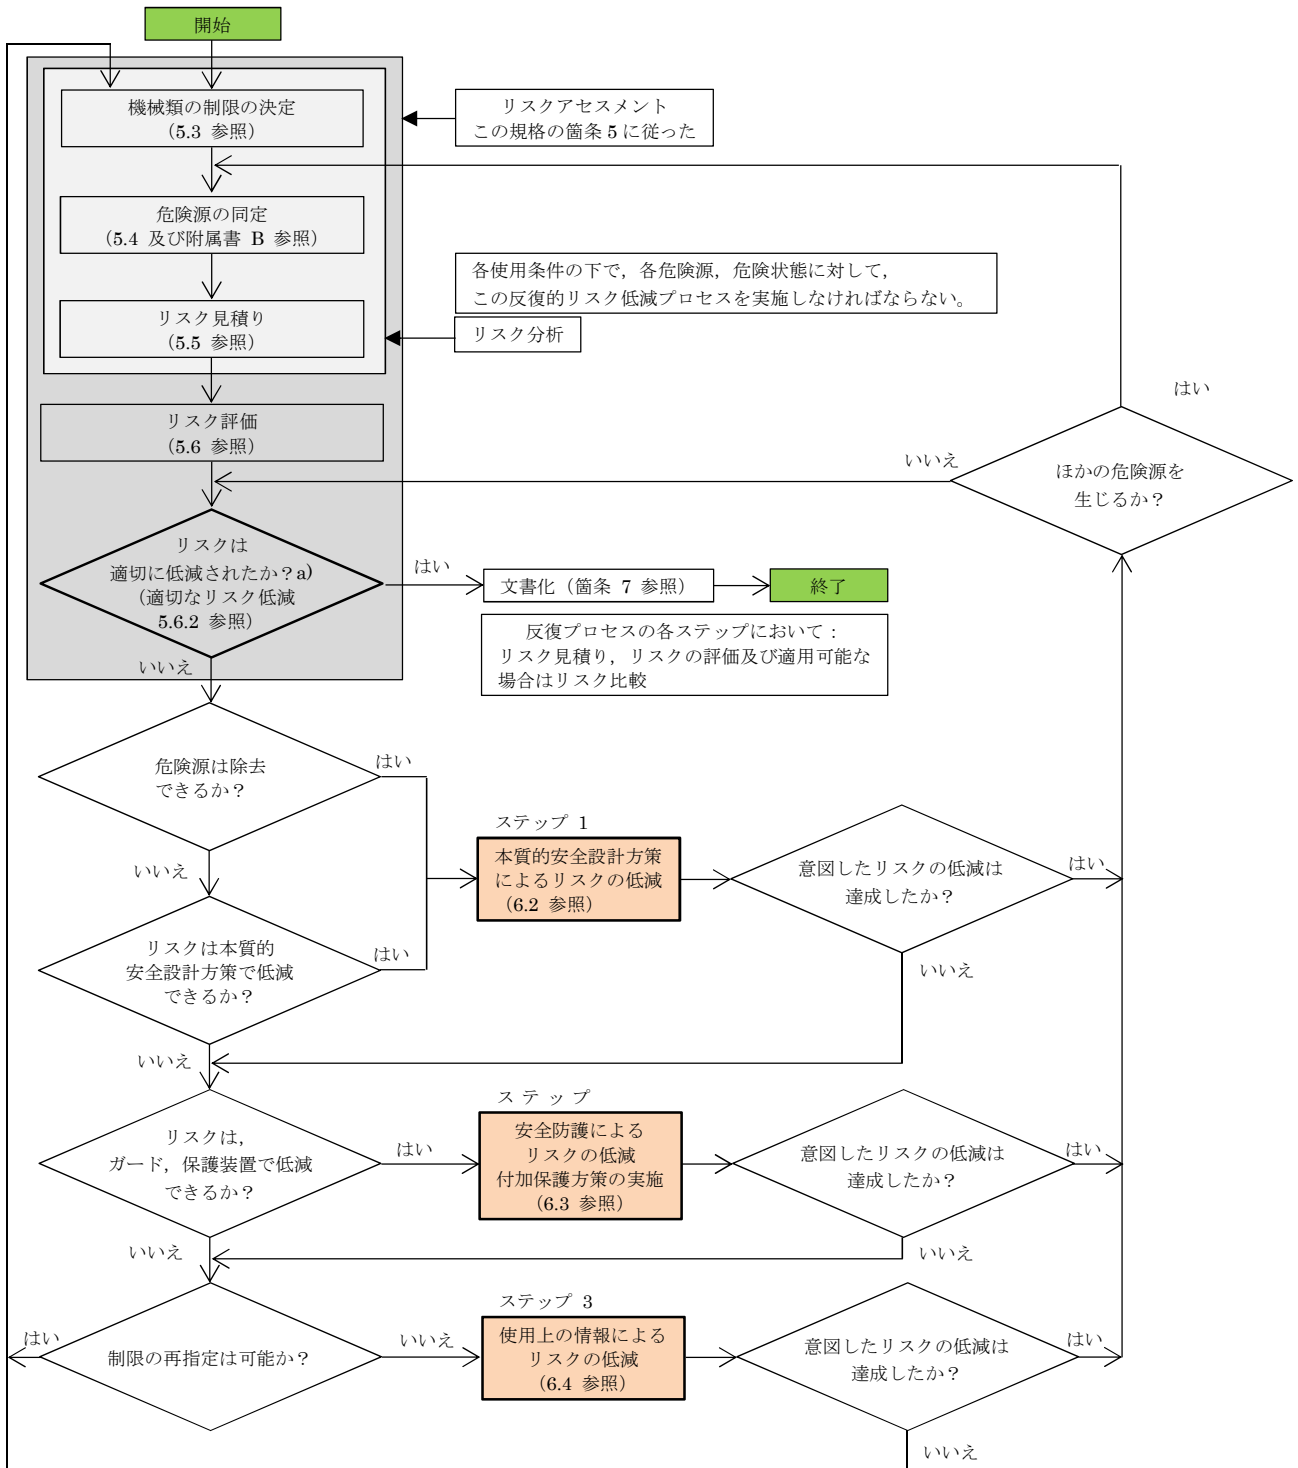 開始
機械類の制限の決定
（5.3 参照）
リスクアセスメント
この規格の箇条 5 に従った
危険源の同定
（5.4 及び附属書 B 参照）
各使用条件の下で，各危険源，危険状態に対して，
この反復的リスク低減プロセスを実施しなければならない。
リスク見積り
（5.5 参照）
リスク分析
はい
リスク評価
（5.6 参照）
いいえ
ほかの危険源を
生じるか？
リスクは
適切に低減されたか？a)
（適切なリスク低減
5.6.2 参照）
はい
文書化（箇条 7 参照）
終了
反復プロセスの各ステップにおいて：
リスク見積り，リスクの評価及び適用可能な
場合はリスク比較
いいえ
危険源は除去
できるか？
はい
ステップ 1
本質的安全設計方策
によるリスクの低減
（6.2 参照）
意図したリスクの低減は
達成したか？
はい
いいえ
リスクは本質的
安全設計方策で低減
できるか？
はい
いいえ
いいえ
ステップ
リスクは，
ガード，保護装置で低減
できるか？
はい
安全防護による
リスクの低減
付加保護方策の実施
（6.3 参照）
意図したリスクの低減は
達成したか？
はい
いいえ
いいえ
ステップ 3
はい
制限の再指定は可能か？
いいえ
使用上の情報による
リスクの低減
（6.4 参照）
意図したリスクの低減は
達成したか？
はい
いいえ